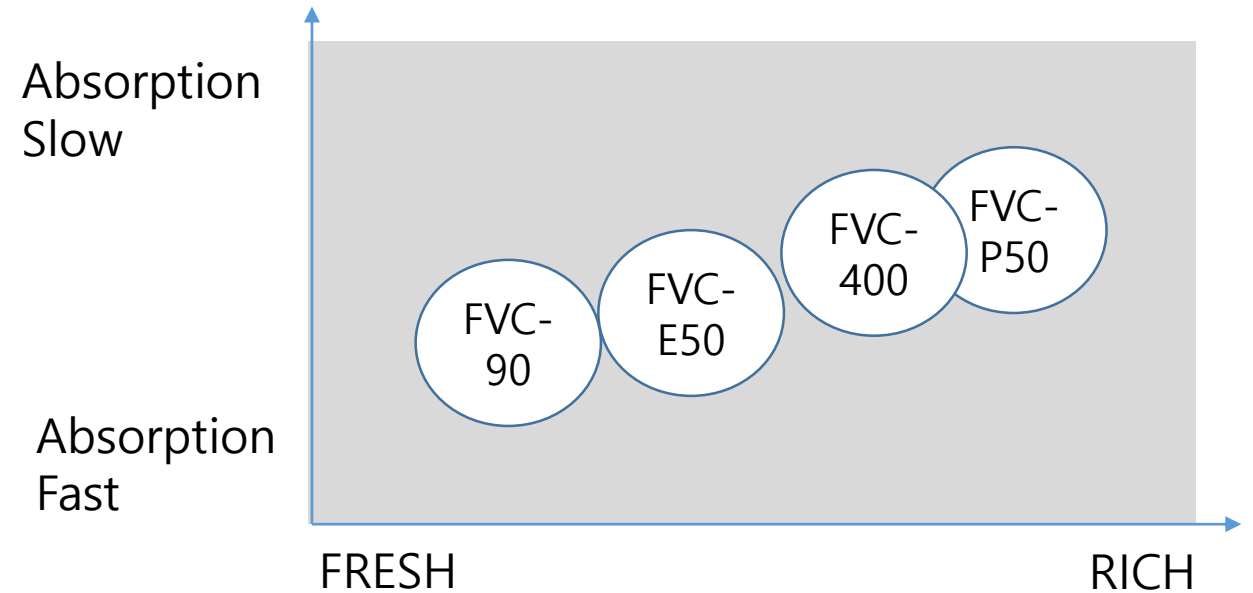 Absorption
Slow
FVC-
P50
FVC-
400
FVC-
E50
FVC-
90
Absorption
Fast
FRESH
RICH